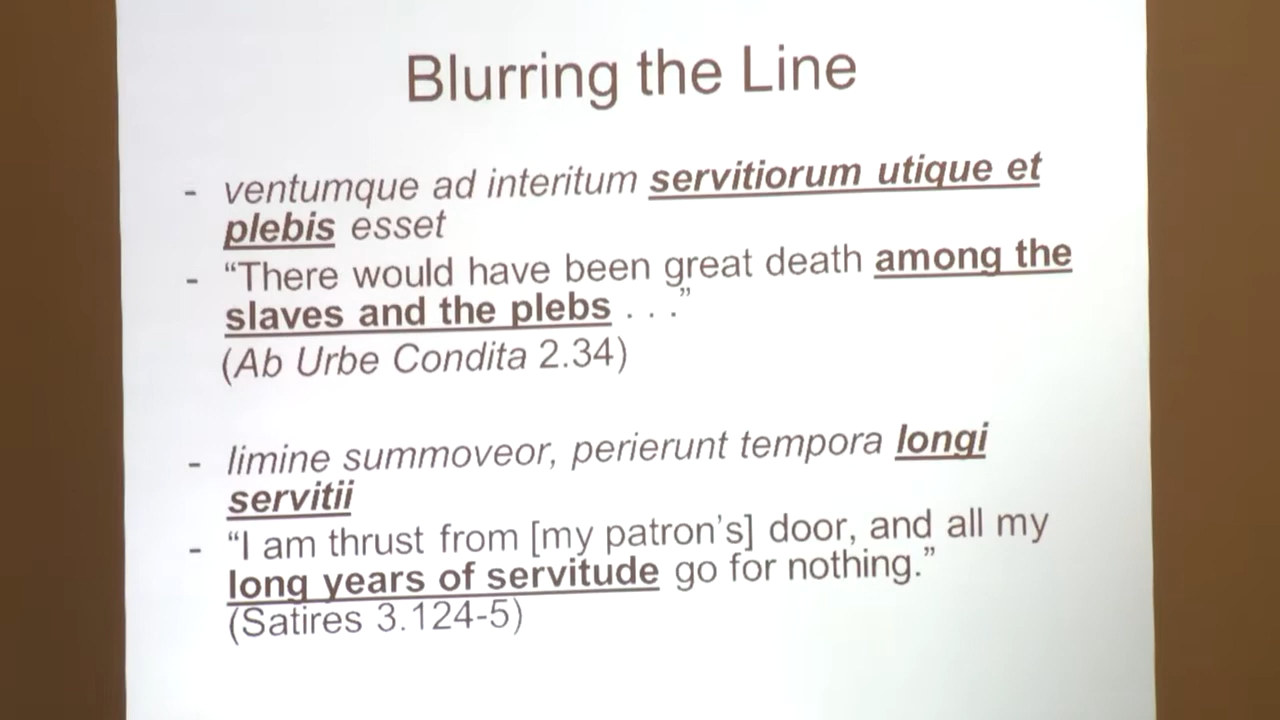 Blurring the Line
- ventumque ad interitum servitiorum utique et
plebis esset
- “There would have been great death among the
slaves and the plebs . . .”
(Ab Urbe Condita 2.34)
- limine summoveor, perierunt tempora longi
servitii
- “I am thrust from [my patron’s] door, and all my
long years of servitude go for nothing.”
(Satires 3.124-5)